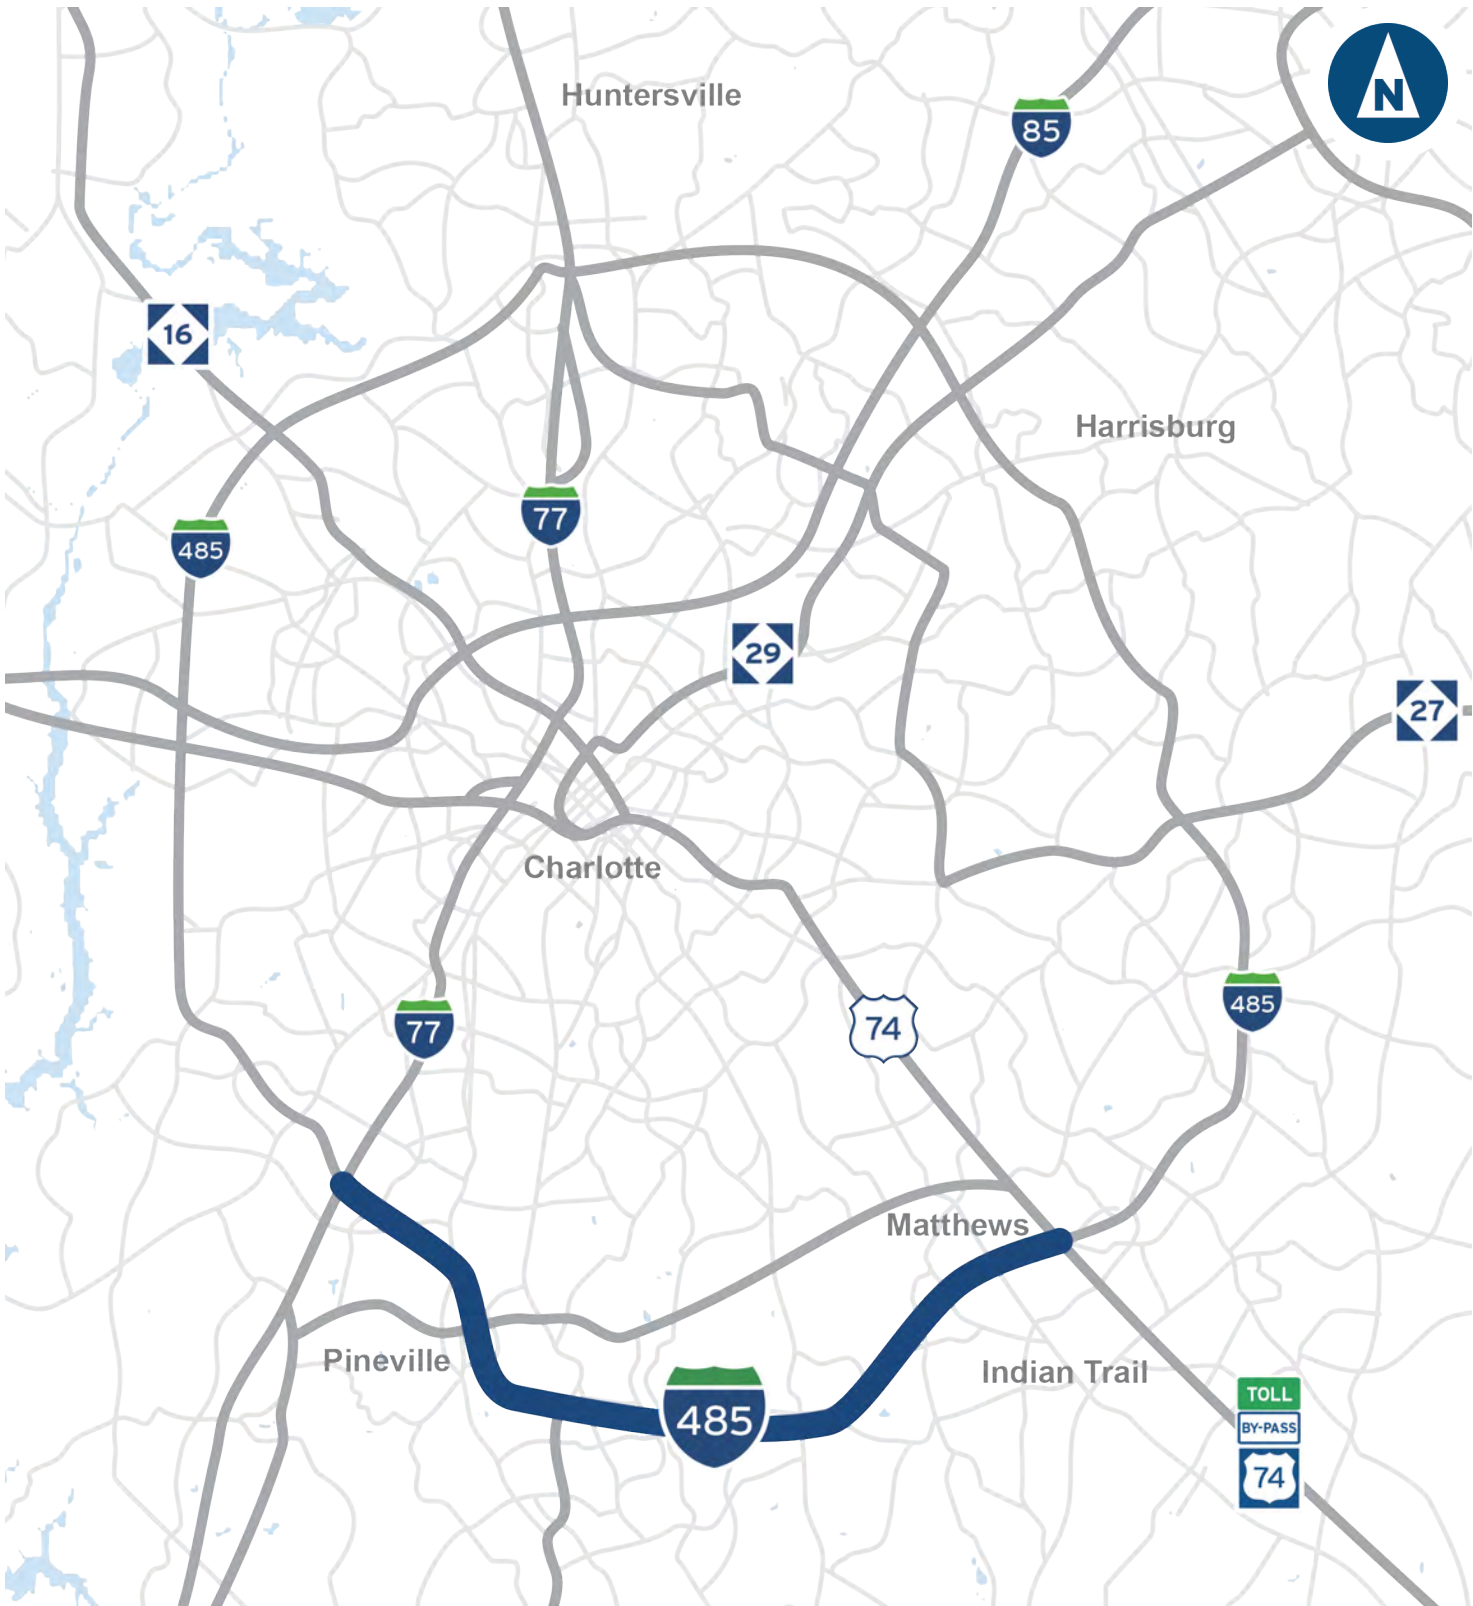 N
Huntersville
85
16
Harrisburg
77
485
29
27
Charlotte
485
77
74
Matthews
Pineville
Indian Trail
TOLL
485
BY-PASS
74